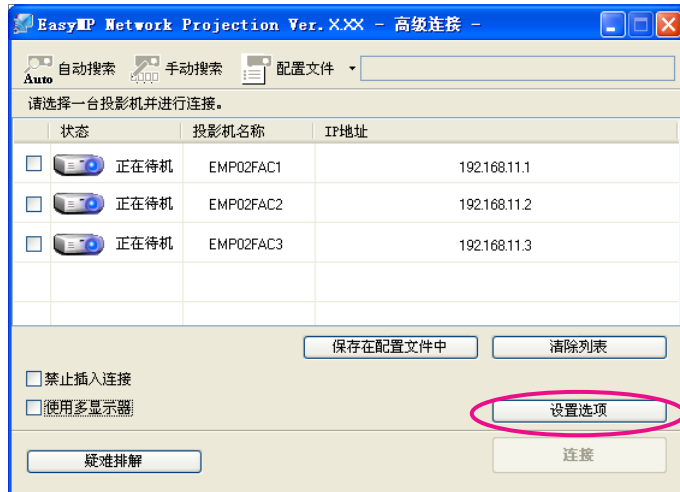 EasyMP Network Projection Ver. X.XX - 高级连接 -
Auto 自动搜索 手动搜索 配置文件
请选择一台投影机并进行连接。
状态 投影机名称 IP地址
正在待机 EMP02FAC1 192.168.11.1
正在待机 EMP02FAC2 192.168.11.2
正在待机 EMP02FAC3 192.168.11.3
保存在配置文件中 清除列表
禁止插入连接
使用多显示器 设置选项
疑难排解 连接